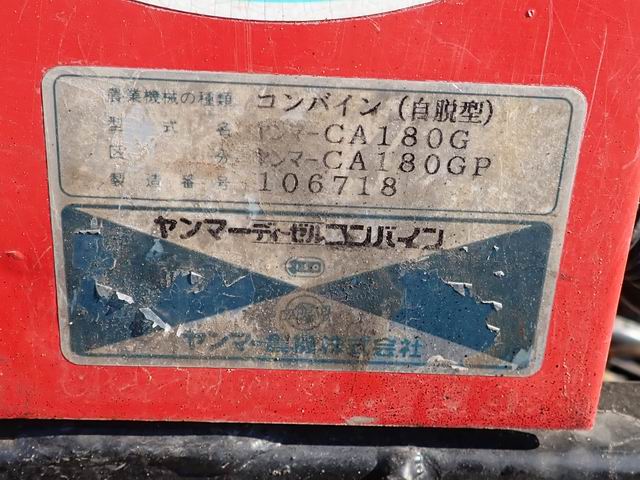 農業機械の種類 コンバイン(自脱型)
型式名 ヤンマーCA180G
区分 ヤンマーCA180GP
製造番号 106718
ヤンマーディーゼルコンバイン
ヤンマー農機株式会社